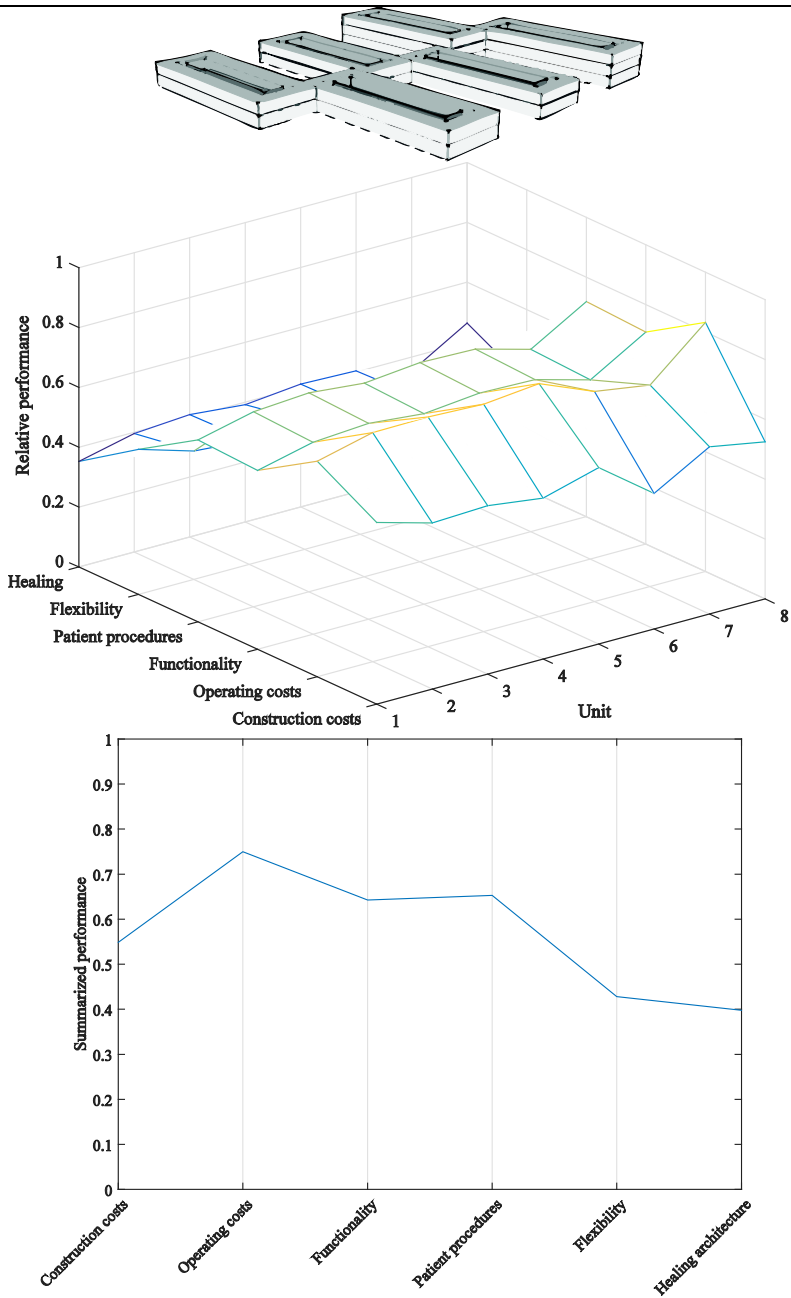 1
0.8
0.6
0.4
0.2
0
Relative performance
Healing
Flexibility
Patient procedures
Functionality
Operating costs
Construction costs
1
2
3
4
5
6
7
8
Unit
1
0.9
0.8
0.7
0.6
0.5
0.4
0.3
0.2
0.1
0
Summarized performance
Construction costs
Operating costs
Functionality
Patient procedures
Flexibility
Healing architecture